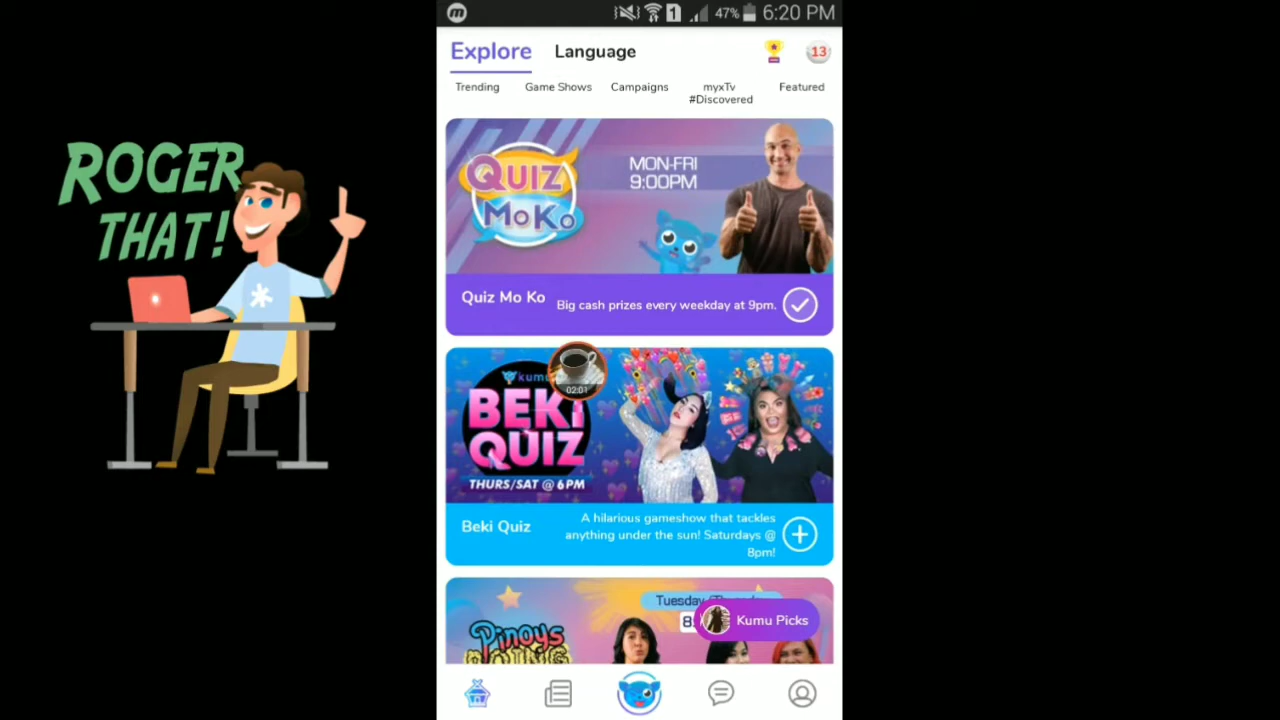 ROGER
THAT!
1
47%
6:20 PM
Explore
Language
13
Trending
Game Shows
Campaigns
myxTv
#Discovered
Featured
QUIZ
MoKo
MON-FRI
9:00PM
Quiz Mo Ko
Big cash prizes every weekday at 9pm.
kumu
02:01
BEKI
QUIZ
THURS/SAT @ 6PM
Beki Quiz
A hilarious gameshow that tackles
anything under the sun! Saturdays @
8pm!
Pinoys
Kumu Picks